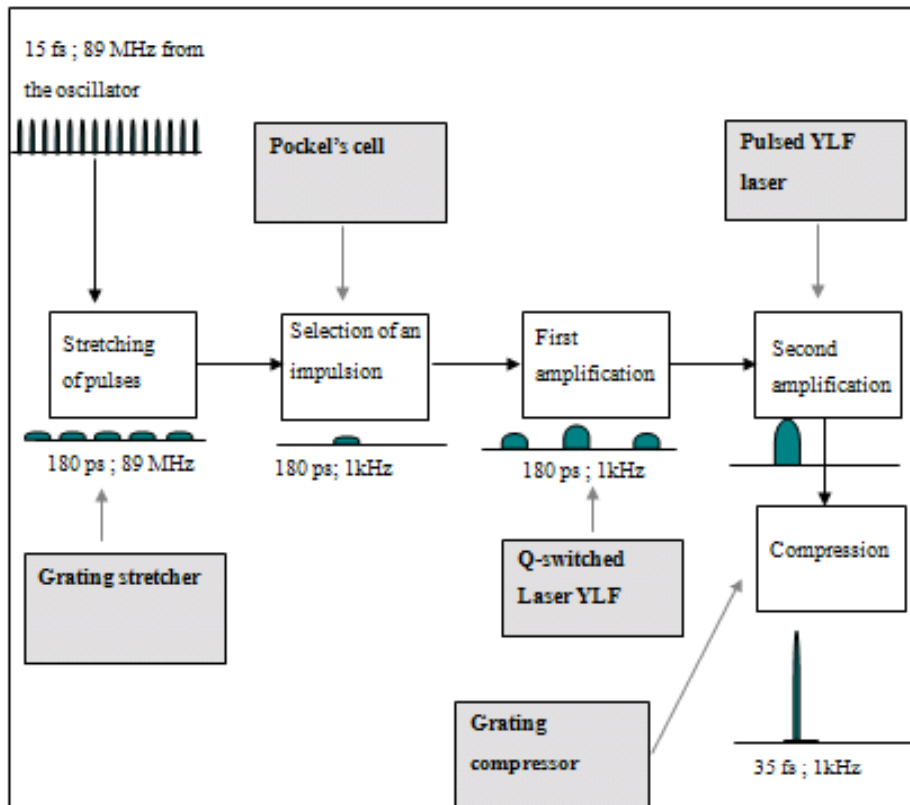 15 fs ; 89 MHz from
the oscillator
Pockel's cell
Pulsed YLF
laser
Stretching
of pulses
Selection of an
impulsion
First
amplification
Second
amplification
180 ps ; 89 MHz
180 ps; 1kHz
180 ps ; 1kHz
Grating stretcher
Q-switched
Laser YLF
Compression
Grating
compressor
35 fs ; 1kHz